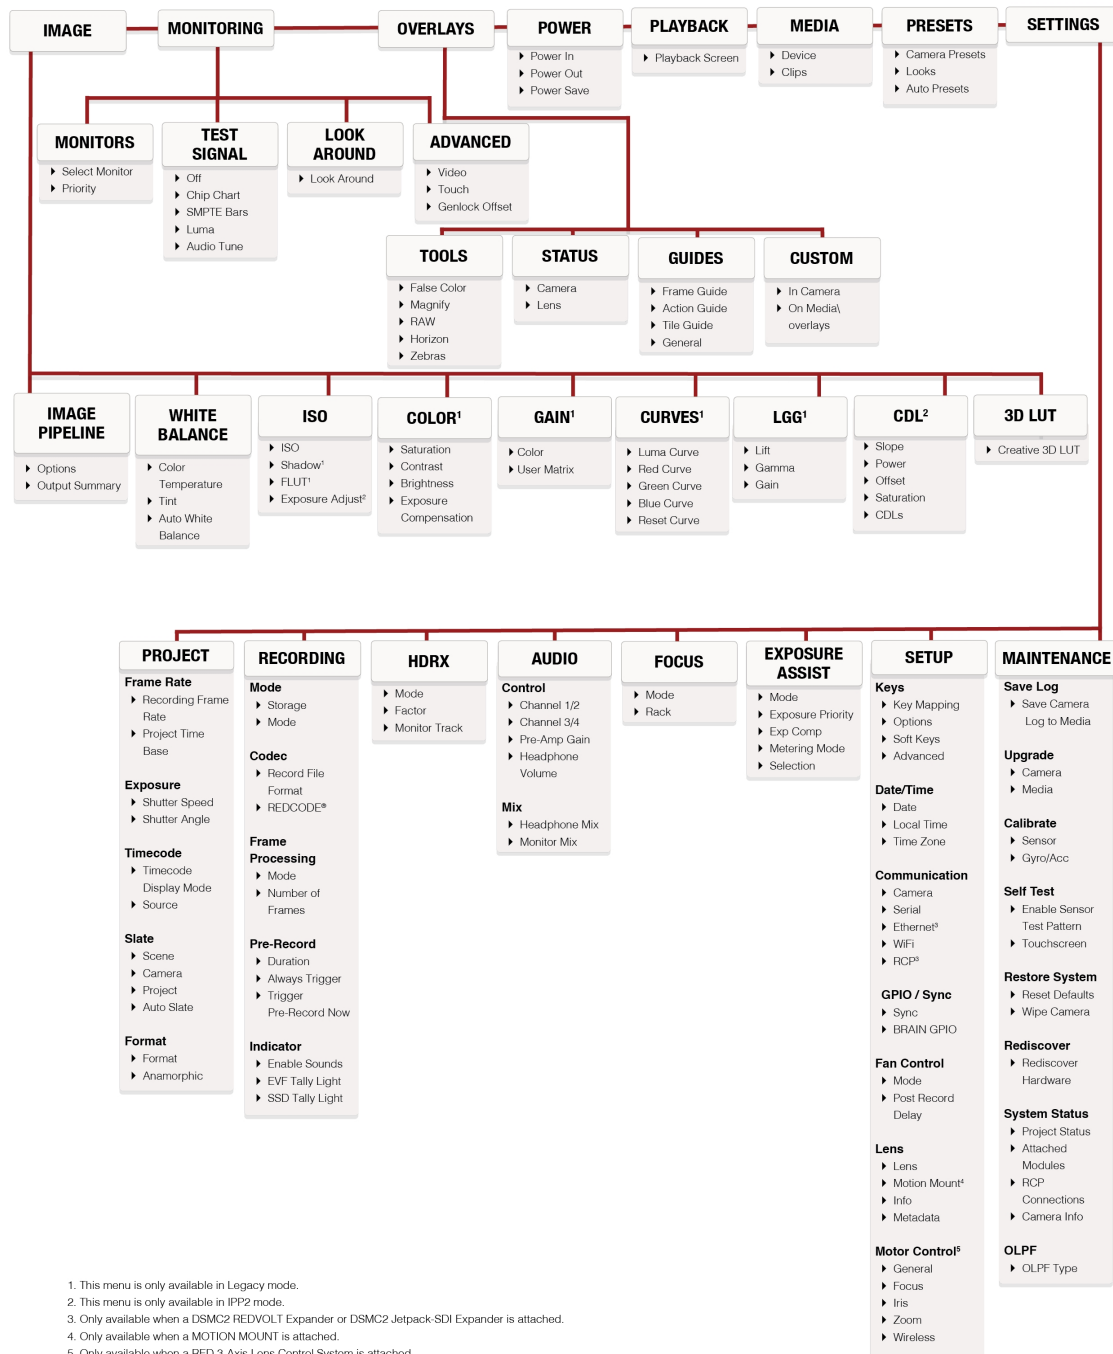 IMAGE
MONITORING
OVERLAYS
POWER
▸ Power In
▸ Power Out
▸ Power Save
PLAYBACK
▸ Playback Screen
MEDIA
▸ Device
▸ Clips
PRESETS
▸ Camera Presets
▸ Looks
▸ Auto Presets
SETTINGS
MONITORS
▸ Select Monitor
▸ Priority
TEST
SIGNAL
▸ Off
▸ Chip Chart
▸ SMPTE Bars
▸ Luma
▸ Audio Tune
LOOK
AROUND
▸ Look Around
ADVANCED
▸ Video
▸ Touch
▸ Genlock Offset
TOOLS
▸ False Color
▸ Magnify
▸ RAW
▸ Horizon
▸ Zebras
STATUS
▸ Camera
▸ Lens
GUIDES
▸ Frame Guide
▸ Action Guide
▸ Tile Guide
▸ General
CUSTOM
▸ In Camera
▸ On Media\
overlays
IMAGE
PIPELINE
▸ Options
▸ Output Summary
WHITE
BALANCE
▸ Color
Temperature
▸ Tint
▸ Auto White
Balance
ISO
▸ ISO
▸ Shadow¹
▸ FLUT¹
▸ Exposure Adjust²
COLOR¹
▸ Saturation
▸ Contrast
▸ Brightness
▸ Exposure
Compensation
GAIN¹
▸ Color
▸ User Matrix
CURVES¹
▸ Luma Curve
▸ Red Curve
▸ Green Curve
▸ Blue Curve
▸ Reset Curve
LGG¹
▸ Lift
▸ Gamma
▸ Gain
CDL²
▸ Slope
▸ Power
▸ Offset
▸ Saturation
▸ CDLs
3D LUT
▸ Creative 3D LUT
PROJECT
Frame Rate
▸ Recording Frame
Rate
▸ Project Time
Base
Exposure
▸ Shutter Speed
▸ Shutter Angle
Timecode
▸ Timecode
Display Mode
▸ Source
Slate
▸ Scene
▸ Camera
▸ Project
▸ Auto Slate
Format
▸ Format
▸ Anamorphic
RECORDING
Mode
▸ Storage
▸ Mode
Codec
▸ Record File
Format
▸ REDCODE®
Frame
Processing
▸ Mode
▸ Number of
Frames
Pre-Record
▸ Duration
▸ Always Trigger
▸ Trigger
Pre-Record Now
Indicator
▸ Enable Sounds
▸ EVF Tally Light
▸ SSD Tally Light
HDRX
▸ Mode
▸ Factor
▸ Monitor Track
AUDIO
Control
▸ Channel 1/2
▸ Channel 3/4
▸ Pre-Amp Gain
▸ Headphone
Volume
Mix
▸ Headphone Mix
▸ Monitor Mix
FOCUS
▸ Mode
▸ Rack
EXPOSURE
ASSIST
▸ Mode
▸ Exposure Priority
▸ Exp Comp
▸ Metering Mode
▸ Selection
SETUP
Keys
▸ Key Mapping
▸ Options
▸ Soft Keys
▸ Advanced
Date/Time
▸ Date
▸ Local Time
▸ Time Zone
Communication
▸ Camera
▸ Serial
▸ Ethernet³
▸ WiFi
▸ RCP³
GPIO / Sync
▸ Sync
▸ BRAIN GPIO
Fan Control
▸ Mode
▸ Post Record
Delay
Lens
▸ Lens
▸ Motion Mount⁴
▸ Info
▸ Metadata
Motor Control⁵
▸ General
▸ Focus
▸ Iris
▸ Zoom
▸ Wireless
MAINTENANCE
Save Log
▸ Save Camera
Log to Media
Upgrade
▸ Camera
▸ Media
Calibrate
▸ Sensor
▸ Gyro/Acc
Self Test
▸ Enable Sensor
Test Pattern
▸ Touchscreen
Restore System
▸ Reset Defaults
▸ Wipe Camera
Rediscover
▸ Rediscover
Hardware
System Status
▸ Project Status
▸ Attached
Modules
▸ RCP
Connections
▸ Camera Info
OLPF
▸ OLPF Type
1. This menu is only available in Legacy mode.
2. This menu is only available in IPP2 mode.
3. Only available when a DSMC2 REDVOLT Expander or DSMC2 Jetpack-SDI Expander is attached.
4. Only available when a MOTION MOUNT is attached.
5. Only available when a RED 3-Axis Lens Control System is attached.